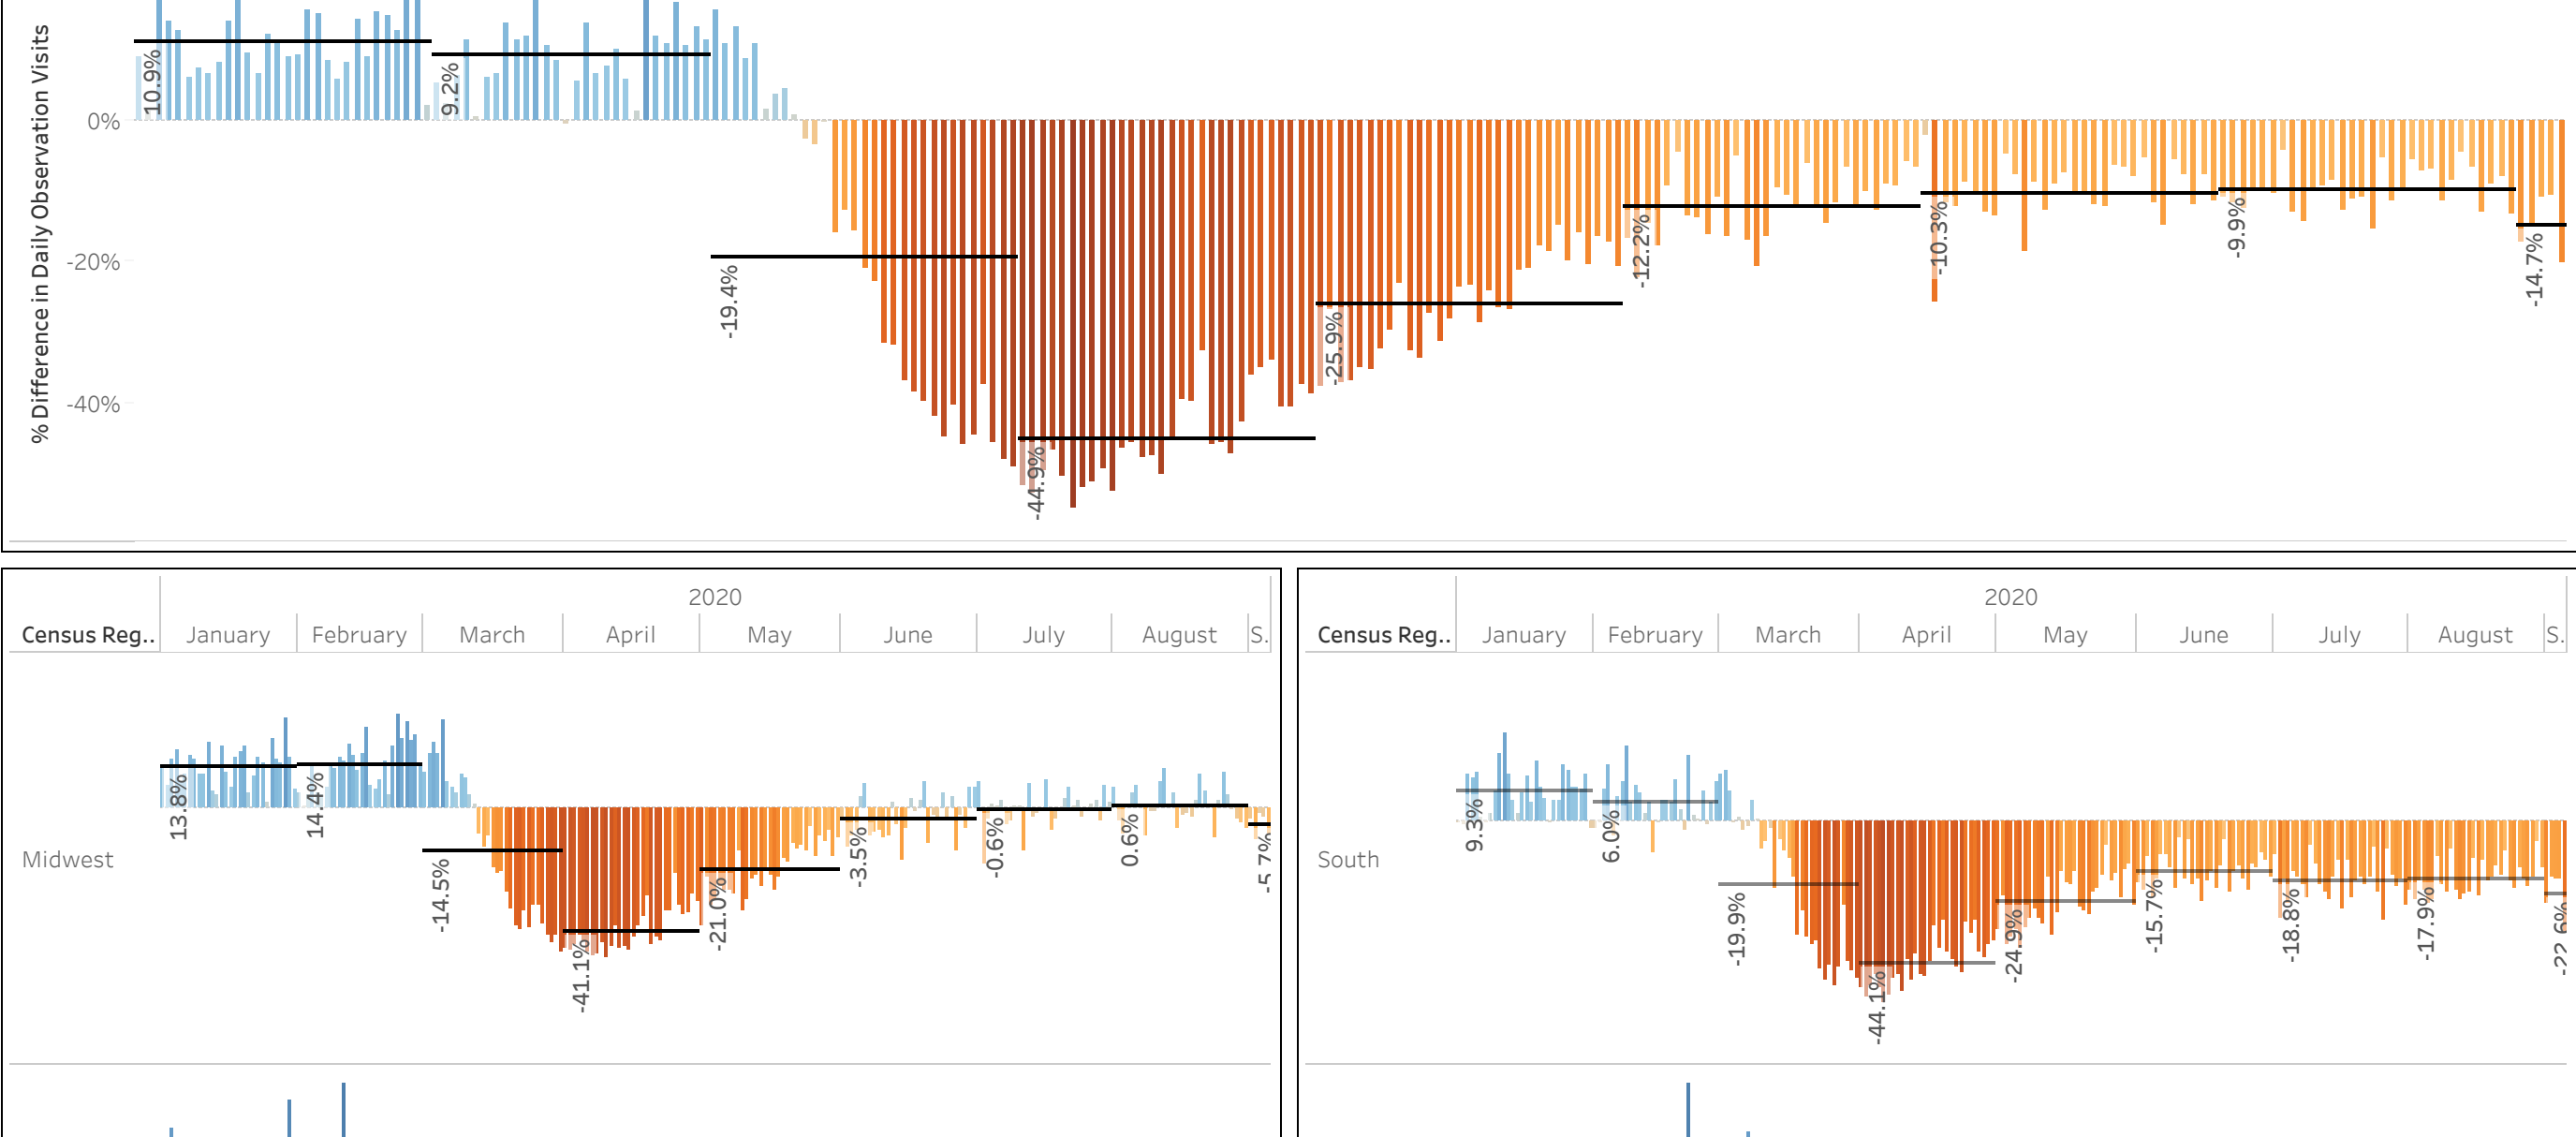 % Difference in Daily Observation Visits
0%
-20%
-40%
10.9%
9.2%
-19.4%
-44.9%
-25.9%
-12.2%
-10.3%
-9.9%
-14.7%
2020
Census Reg..
January
February
March
April
May
June
July
August
S.
Midwest
13.8%
14.4%
-14.5%
-41.1%
-21.0%
-3.5%
-0.6%
0.6%
-5.7%
2020
Census Reg..
January
February
March
April
May
June
July
August
S.
South
9.3%
6.0%
-19.9%
-44.1%
-24.9%
-15.7%
-18.8%
-17.9%
-22.6%